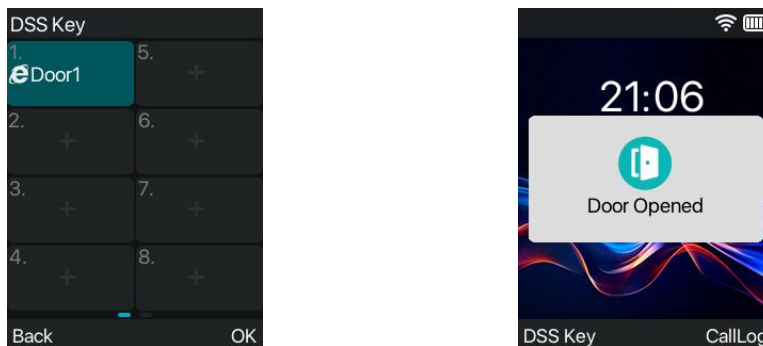 DSS Key
1.
Door1
5.
2.
6.
3.
7.
4.
8.
Back
OK
21:06
Door Opened
DSS Key
CallLog